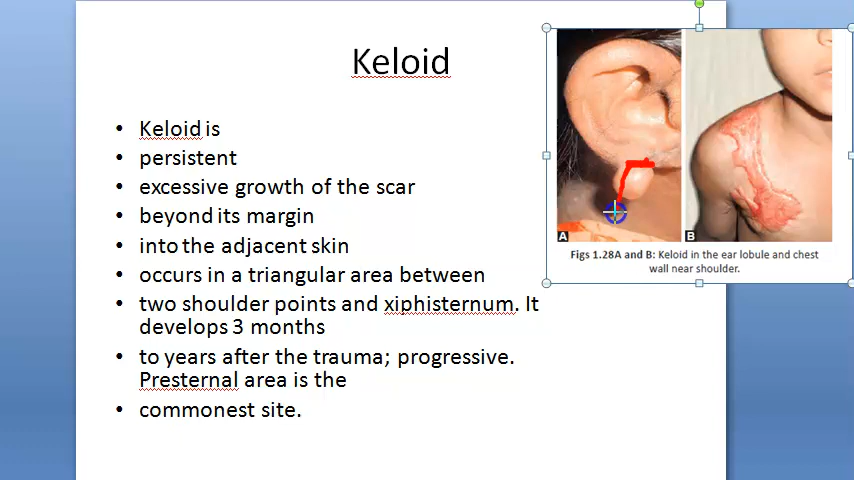 Keloid
• Keloid is
• persistent
• excessive growth of the scar
• beyond its margin
• into the adjacent skin
• occurs in a triangular area between
• two shoulder points and xiphisternum. It
develops 3 months
• to years after the trauma; progressive.
Presternal area is the
• commonest site.
A
B
Figs 1.28A and B: Keloid in the ear lobule and chest
wall near shoulder.